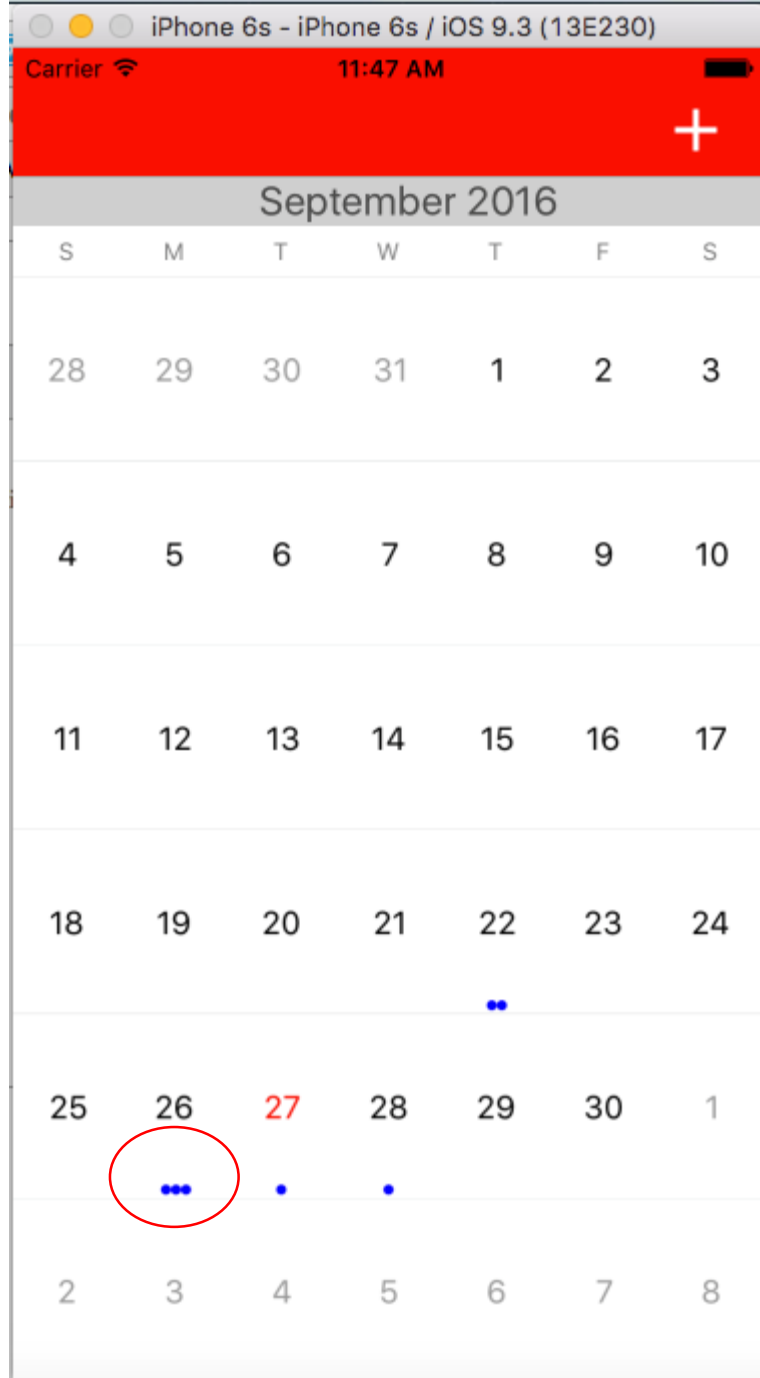 iPhone 6s - iPhone 6s / iOS 9.3 (13E230)
Carrier 11:47 AM
+
September 2016
S M T W T F S
28 29 30 31 1 2 3
4 5 6 7 8 9 10
11 12 13 14 15 16 17
18 19 20 21 22 23 24
25 26 27 28 29 30 1
2 3 4 5 6 7 8